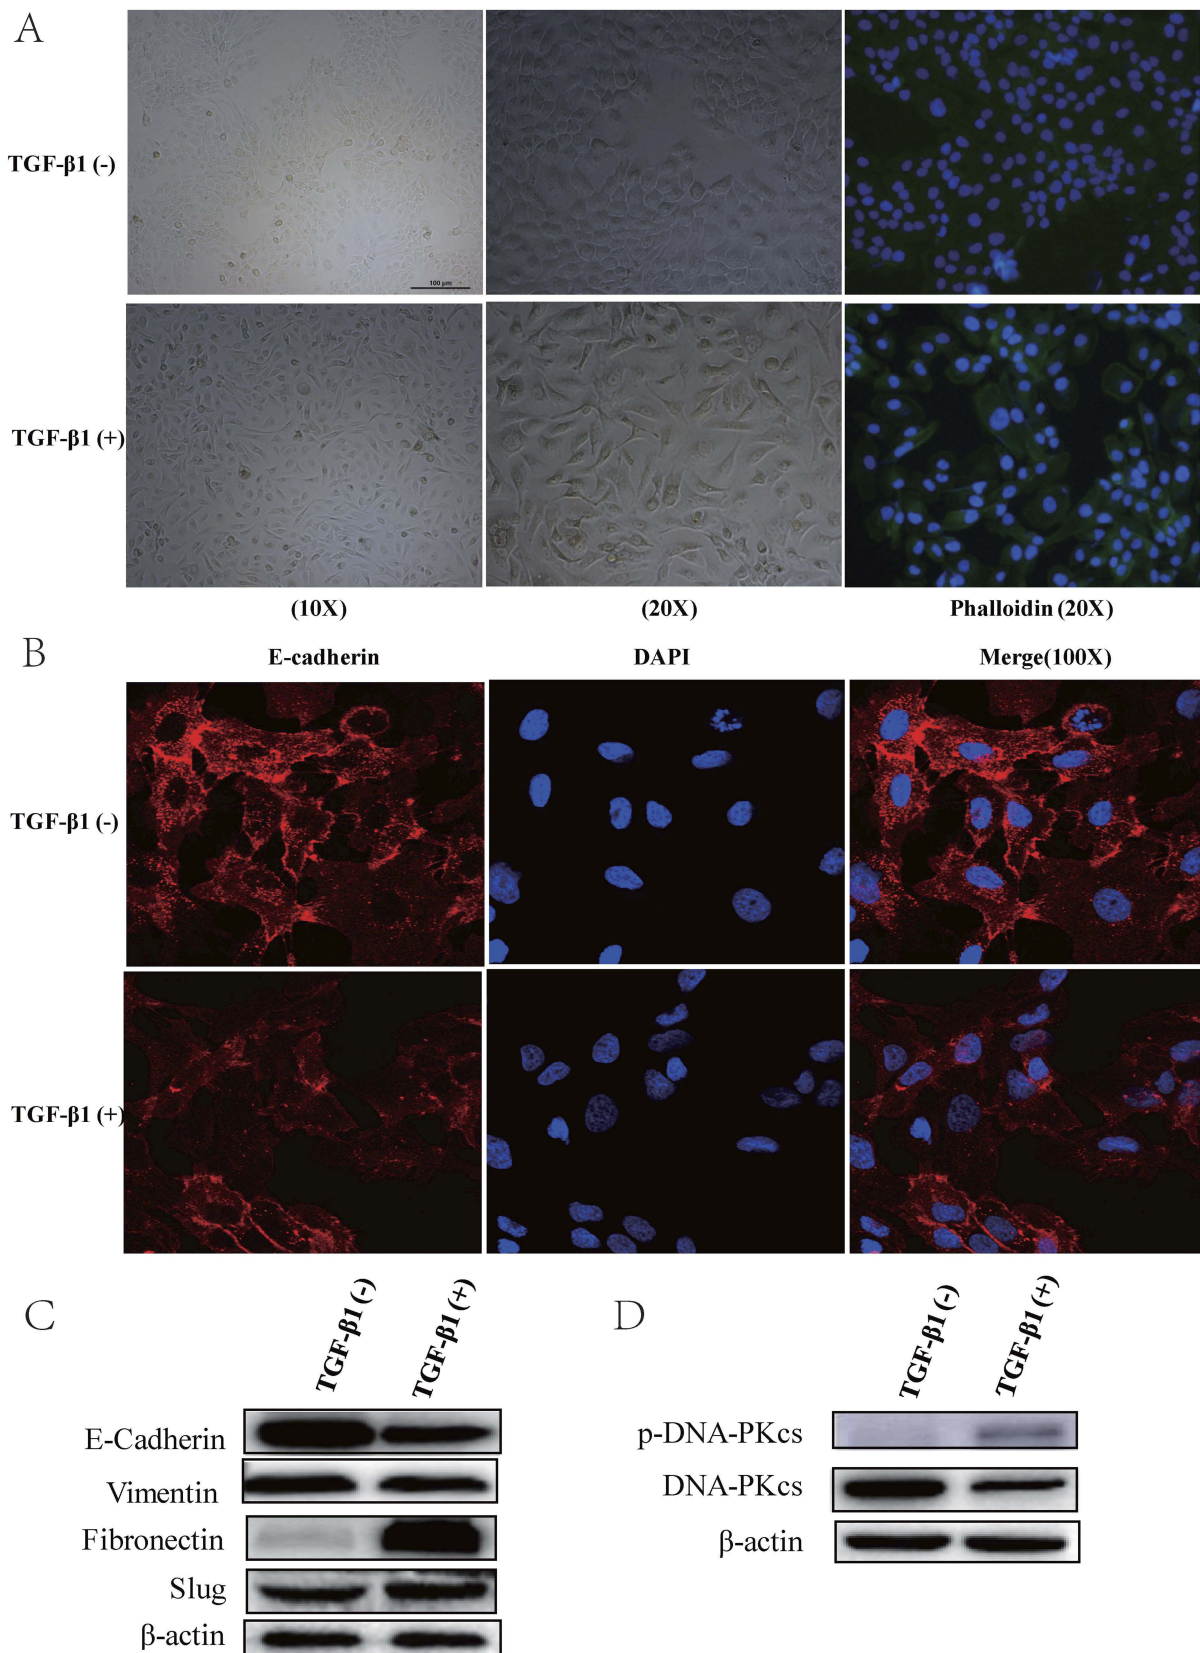 A
TGF-β1 (-)
100 μm
TGF-β1 (+)
(10X)
(20X)
Phalloidin (20X)
B
E-cadherin
DAPI
Merge(100X)
TGF-β1 (-)
TGF-β1 (+)
C
TGF-β1 (-)
TGF-β1 (+)
E-Cadherin
Vimentin
Fibronectin
Slug
β-actin
D
TGF-β1 (-)
TGF-β1 (+)
p-DNA-PKcs
DNA-PKcs
β-actin